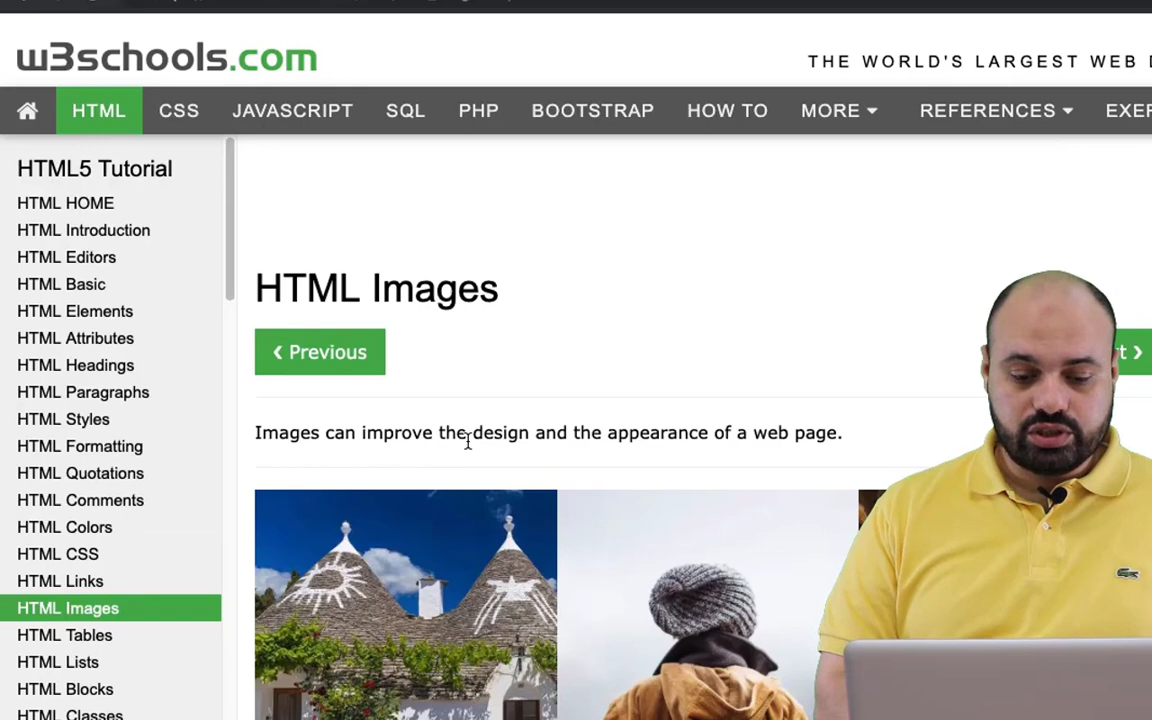 w3schools.com
THE WORLD'S LARGEST WEB
HTML CSS JAVASCRIPT SQL PHP BOOTSTRAP HOW TO MORE REFERENCES EXER
HTML5 Tutorial
HTML HOME
HTML Introduction
HTML Editors
HTML Basic
HTML Elements
HTML Attributes
HTML Headings
HTML Paragraphs
HTML Styles
HTML Formatting
HTML Quotations
HTML Comments
HTML Colors
HTML CSS
HTML Links
HTML Images
HTML Tables
HTML Lists
HTML Blocks
HTML Classes
HTML Images
❮ Previous
t ❯
Images can improve the design and the appearance of a web page.